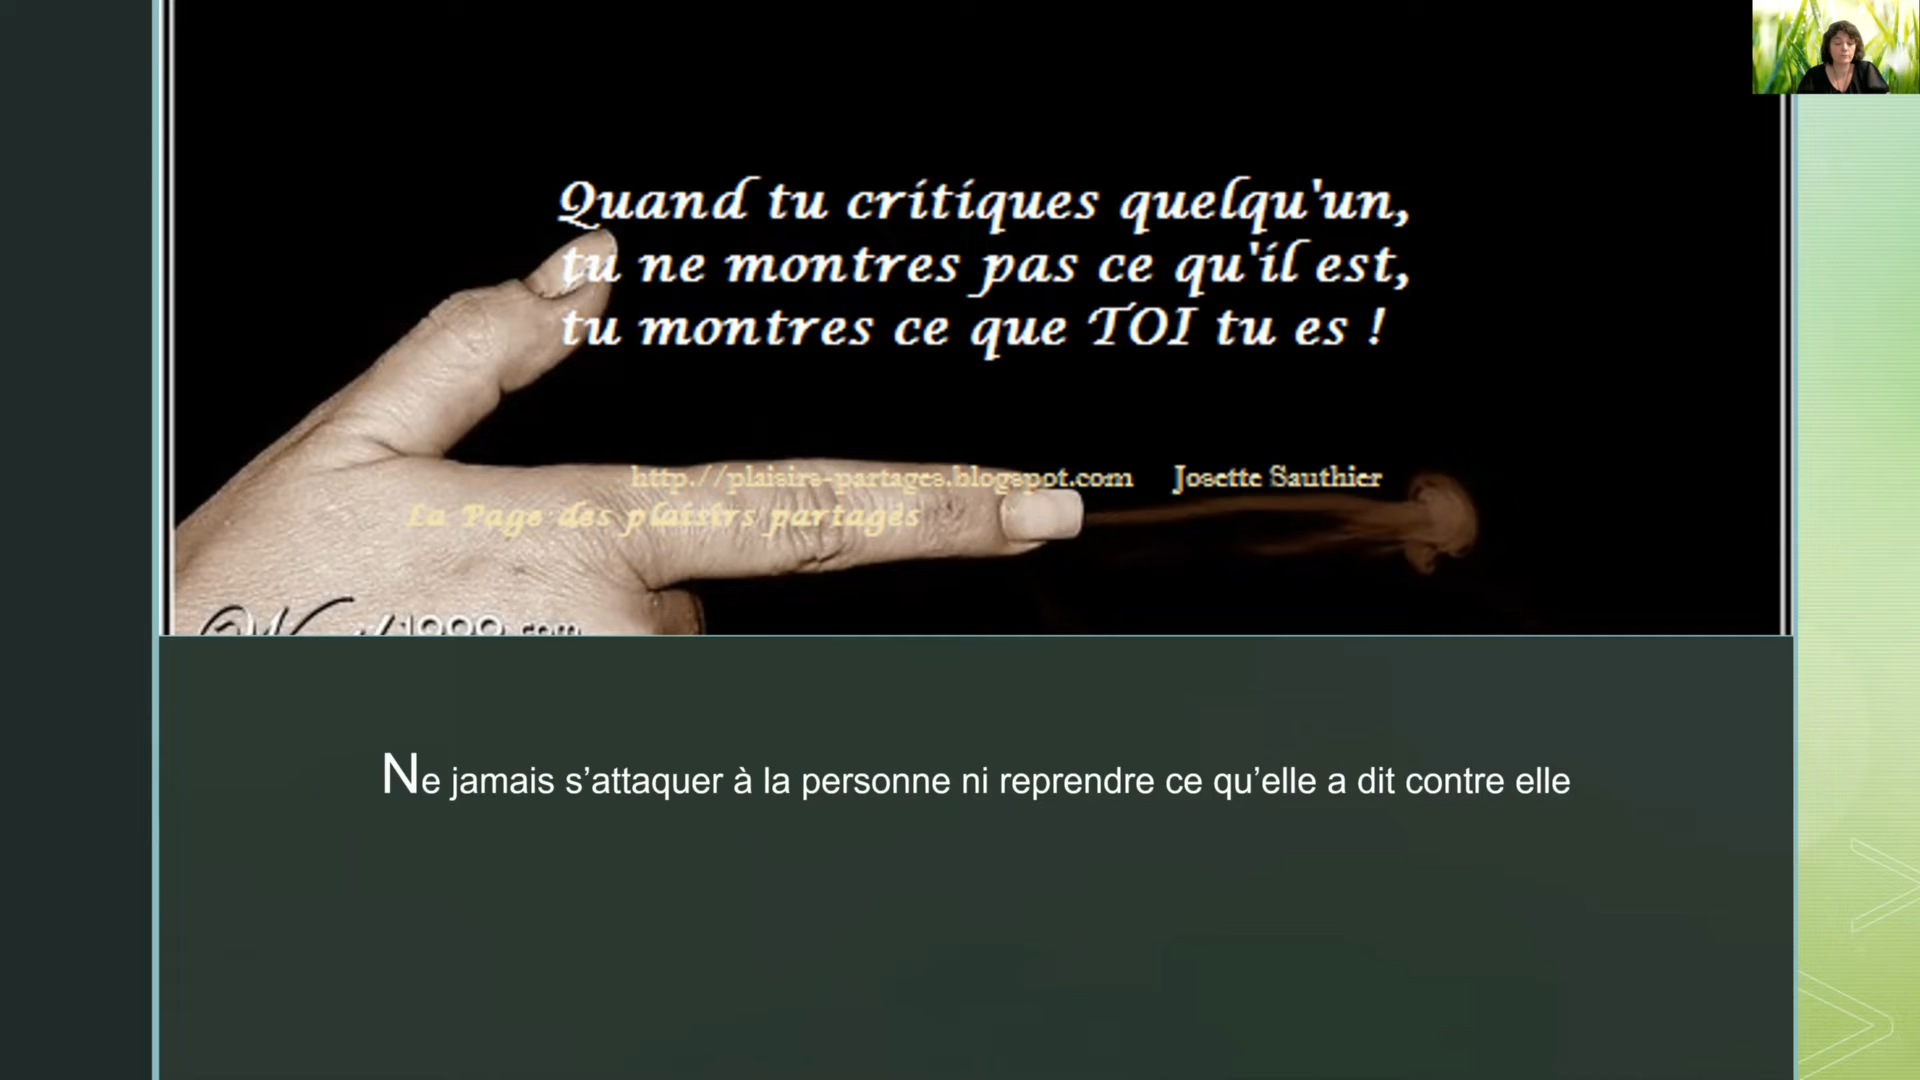 Quand tu critiques quelqu'un,
tu ne montres pas ce qu'il est,
tu montres ce que TOI tu es !
http://plaisirs-partages.blogspot.com Josette Sauthier
La Page des plaisirs partagés
Ne jamais s’attaquer à la personne ni reprendre ce qu’elle a dit contre elle